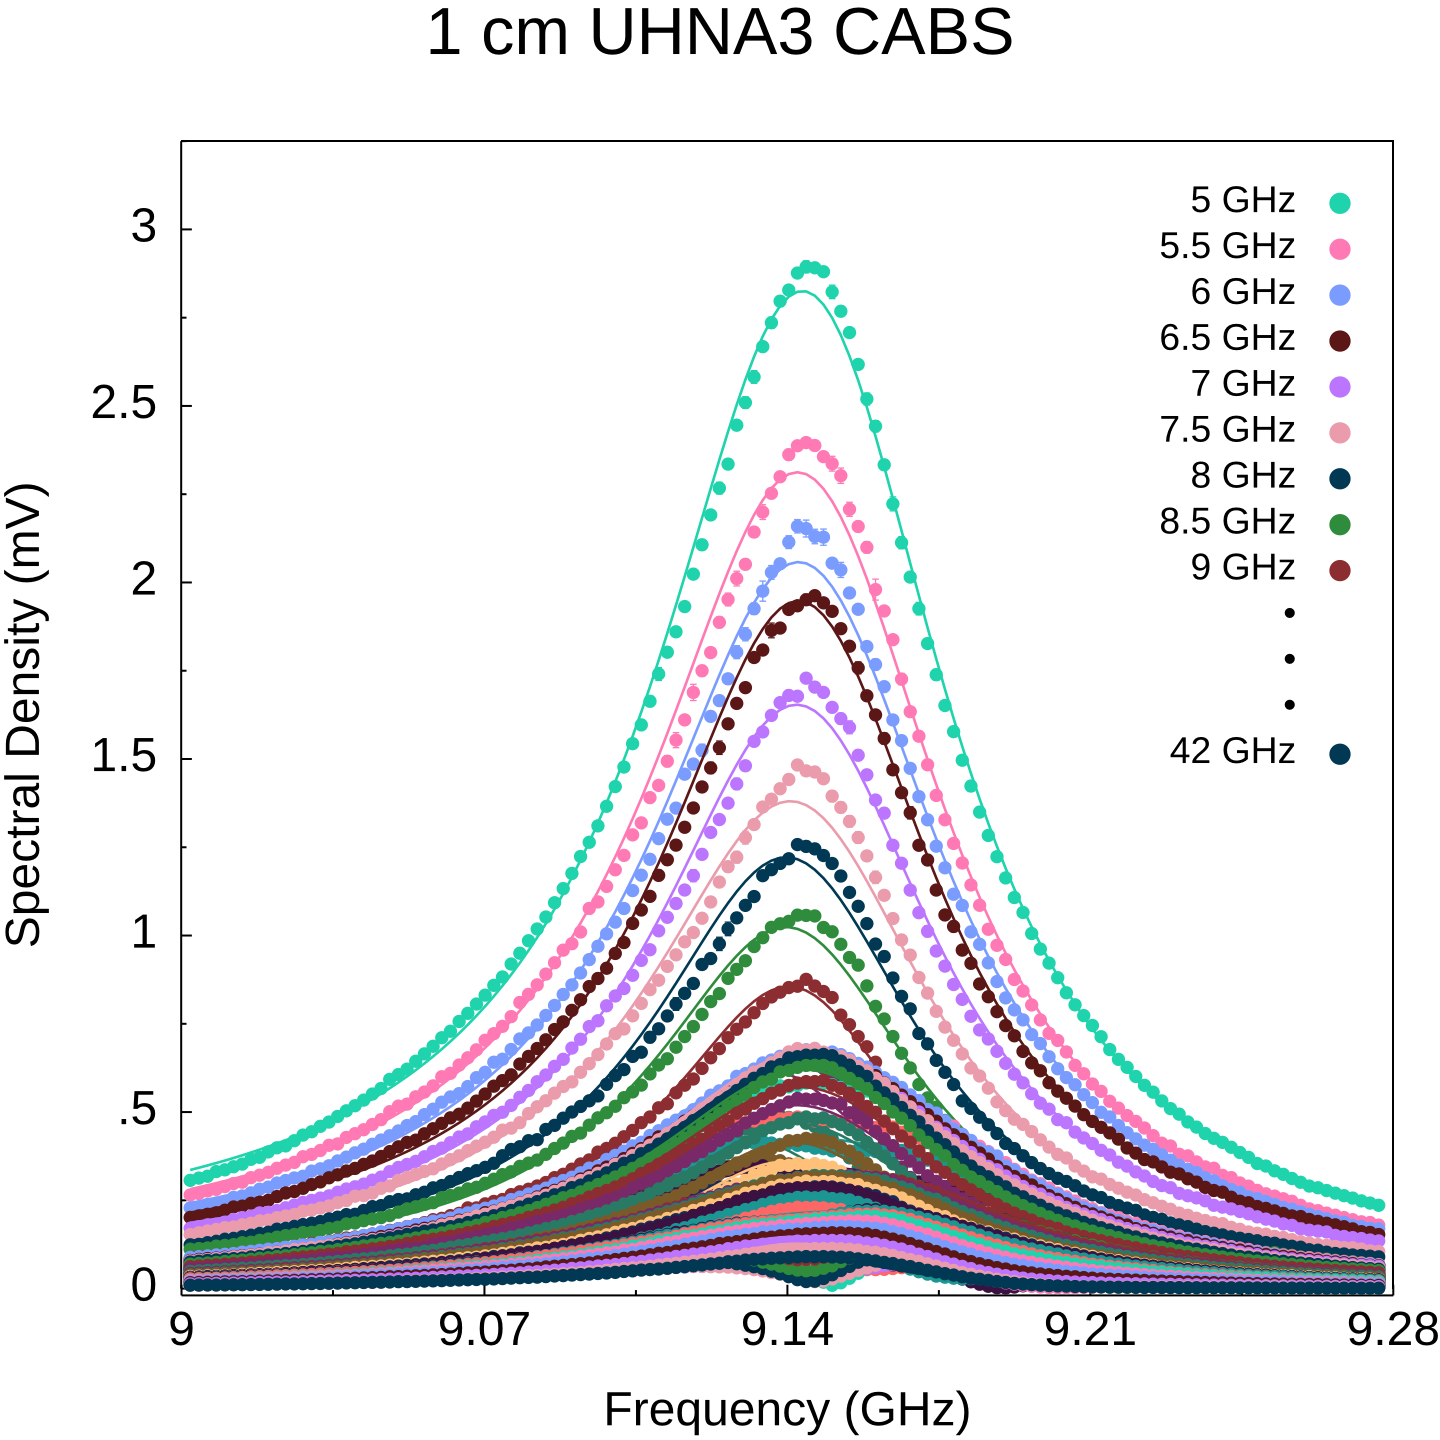 1 cm UHNA3 CABS
3
2.5
2
1.5
1
.5
0
Spectral Density (mV)
5 GHz
5.5 GHz
6 GHz
6.5 GHz
7 GHz
7.5 GHz
8 GHz
8.5 GHz
9 GHz
42 GHz
9 9.07 9.14 9.21 9.28
Frequency (GHz)